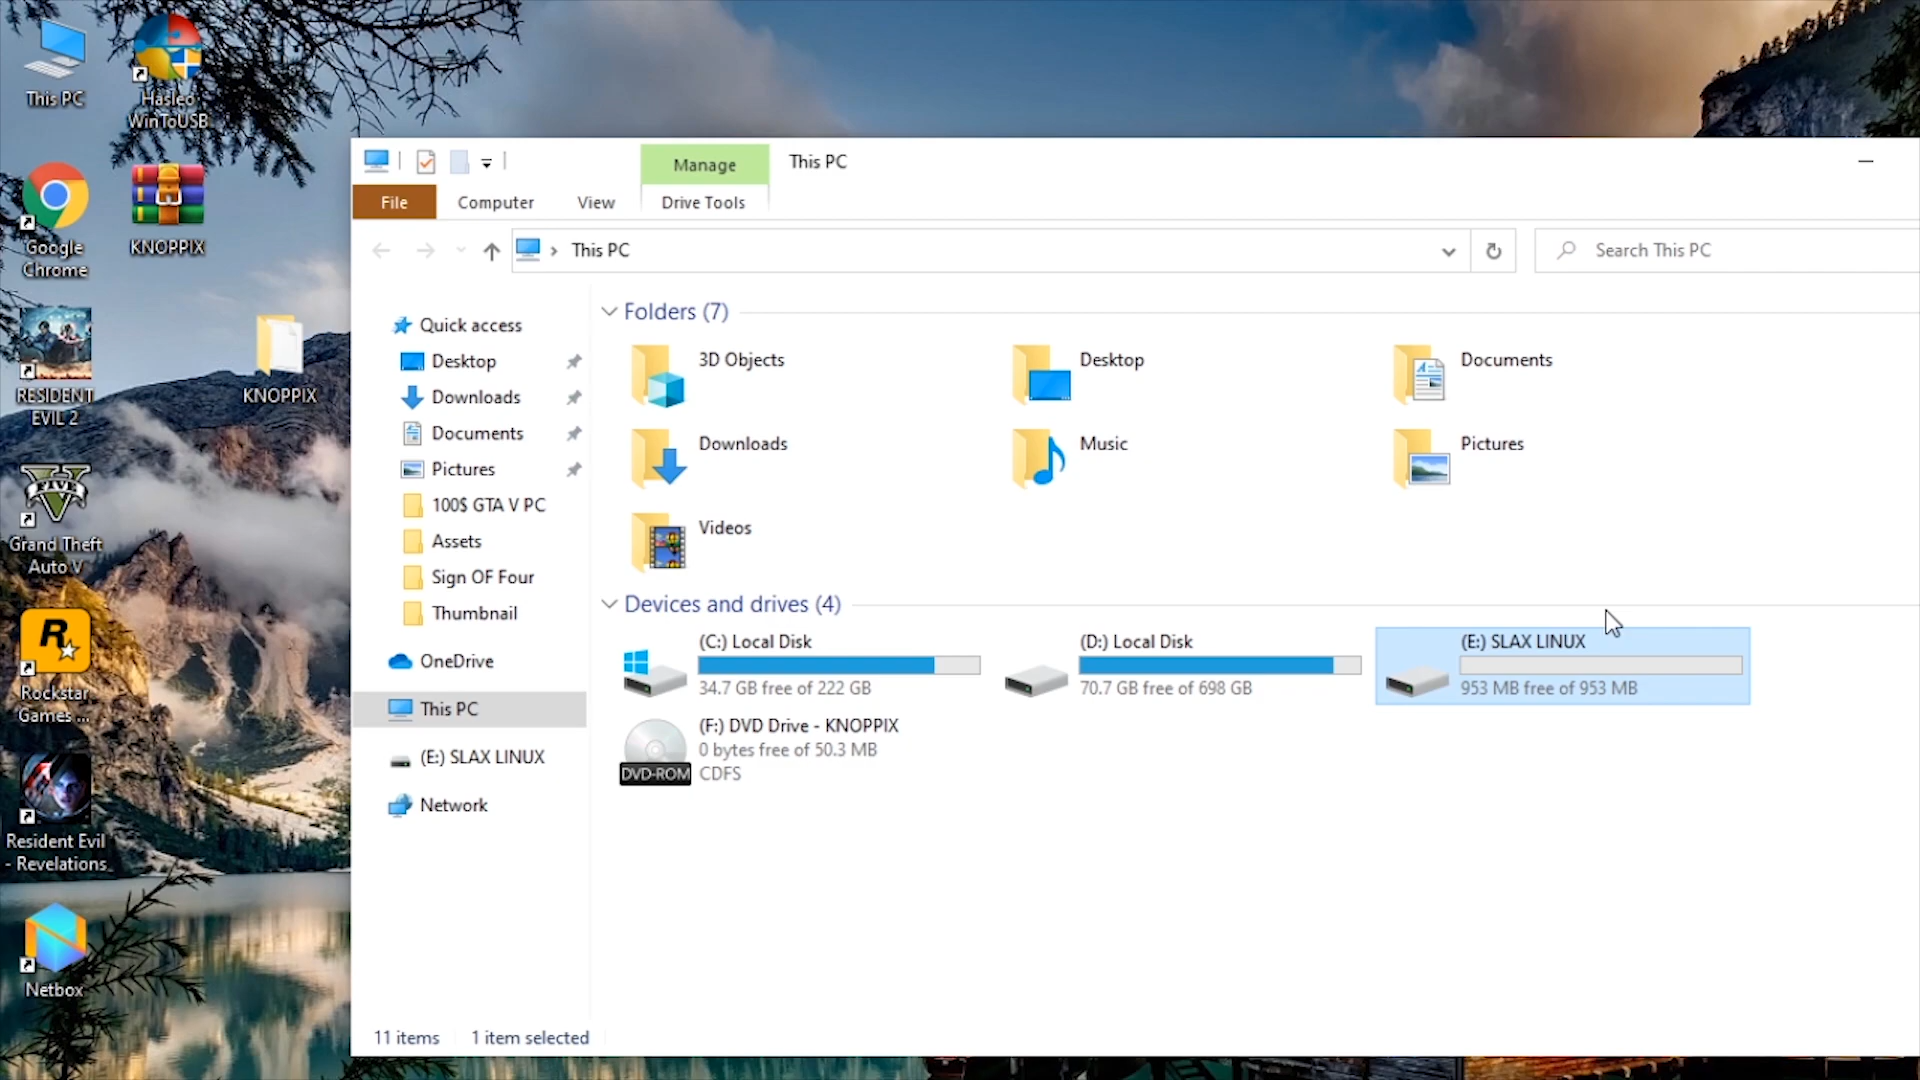 This PC
Hasleo
WinToUSB
Google
Chrome
KNOPPIX
RESIDENT
EVIL 2
KNOPPIX
FIVE
Grand Theft
Auto V
R
Rockstar
Games ...
Resident Evil
- Revelations
Netbox
Manage
This PC
File
Computer
View
Drive Tools
This PC
Search This PC
Quick access
Desktop
Downloads
Documents
Pictures
100$ GTA V PC
Assets
Sign OF Four
Thumbnail
OneDrive
This PC
(E:) SLAX LINUX
Network
Folders (7)
3D Objects
Desktop
Documents
Downloads
Music
Pictures
Videos
Devices and drives (4)
(C:) Local Disk
34.7 GB free of 222 GB
(D:) Local Disk
70.7 GB free of 698 GB
(E:) SLAX LINUX
953 MB free of 953 MB
(F:) DVD Drive - KNOPPIX
0 bytes free of 50.3 MB
DVD-ROM
CDFS
11 items
1 item selected